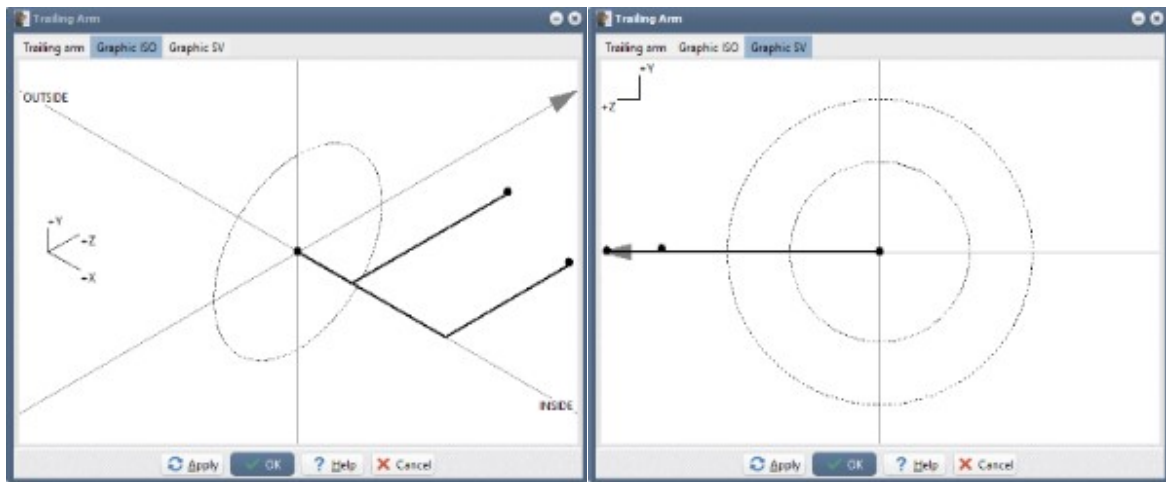 Trailing Arm
Trailing arm Graphic ISO Graphic SV
OUTSIDE
+Y
+Z
+X
INSIDE
Apply OK ? Help Cancel
Trailing Arm
Trailing arm Graphic ISO Graphic SV
+Y
+Z
Apply OK ? Help Cancel